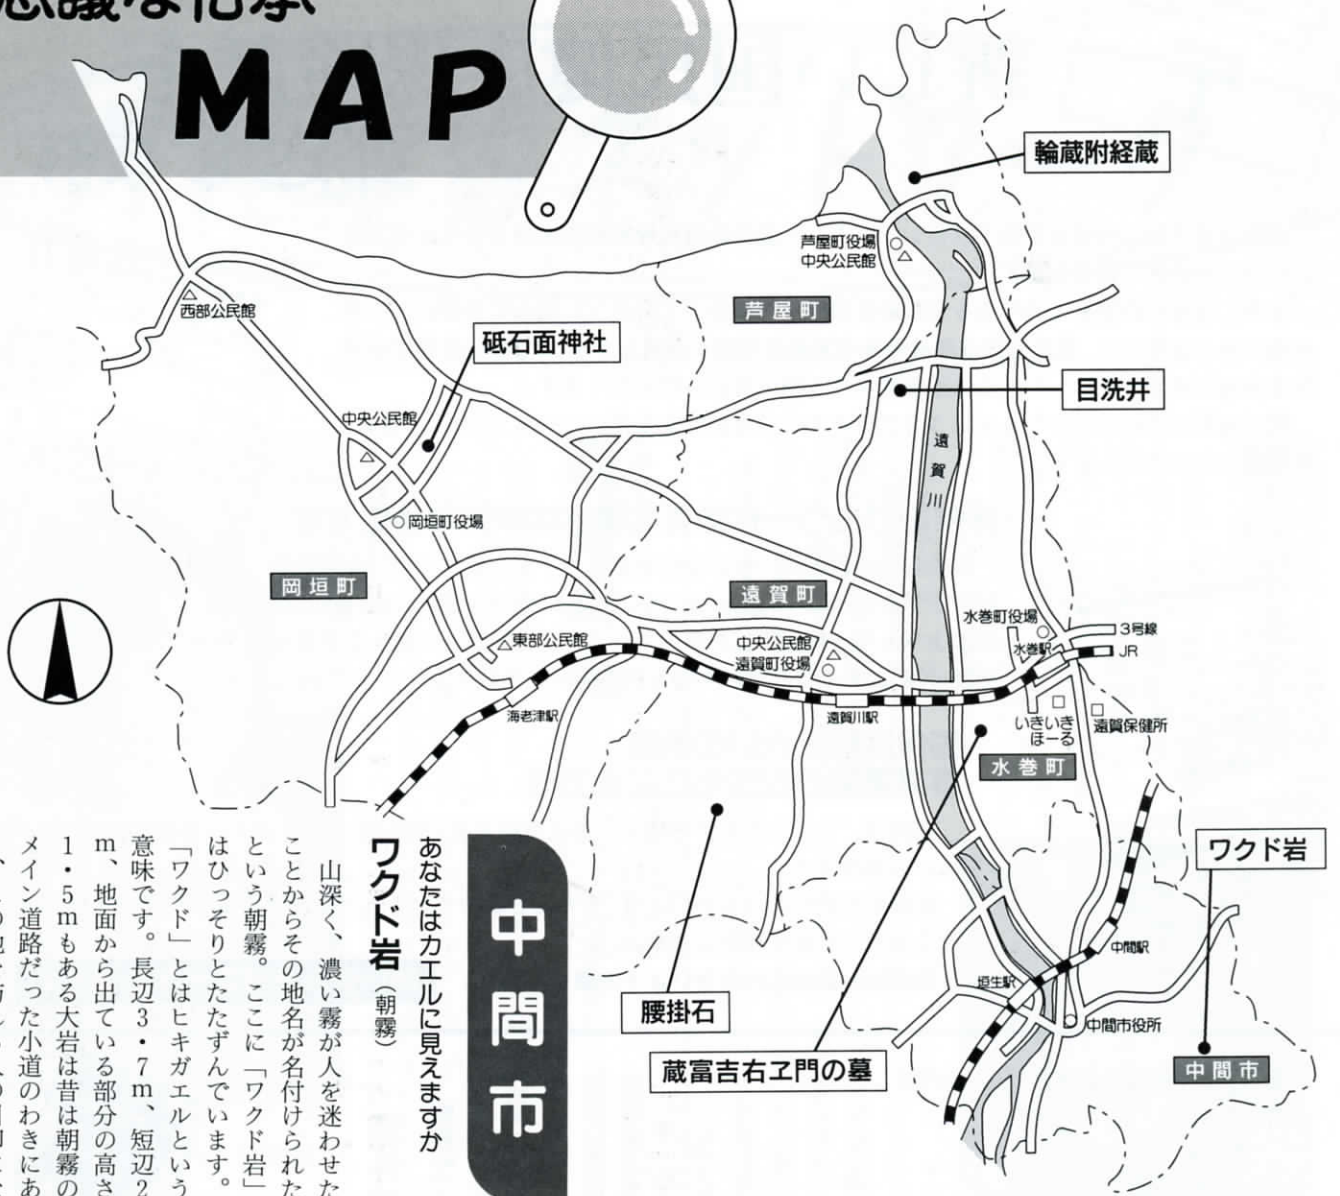 思議な伝承
MAP
輪蔵附経蔵
芦屋町役場
中央公民館
芦屋町
西部公民館
砥石面神社
目洗井
中央公民館
遠賀川
岡垣町役場
岡垣町
遠賀町
水巻町役場
3号線
水巻駅
JR
東部公民館
中央公民館
遠賀町役場
海老津駅
遠賀川駅
いきいき
ほーる
遠賀保健所
水巻町
ワクド岩
中間駅
垣生駅
腰掛石
中間市役所
蔵富吉右ヱ門の墓
中間市
中間市
あなたはカエルに見えますか
ワクド岩（朝霧）
山深く、濃い霧が人を迷わせた
ことからその地名が名付けられた
という朝霧。ここに「ワクド岩」
はひっそりとたたずんでいます。
「ワクド」とはヒキガエルという
意味です。長辺3・7m、短辺2
m、地面から出ている部分の高さ
1・5mもある大岩は昔は朝霧の
メイン道路だった小道のわきにあ